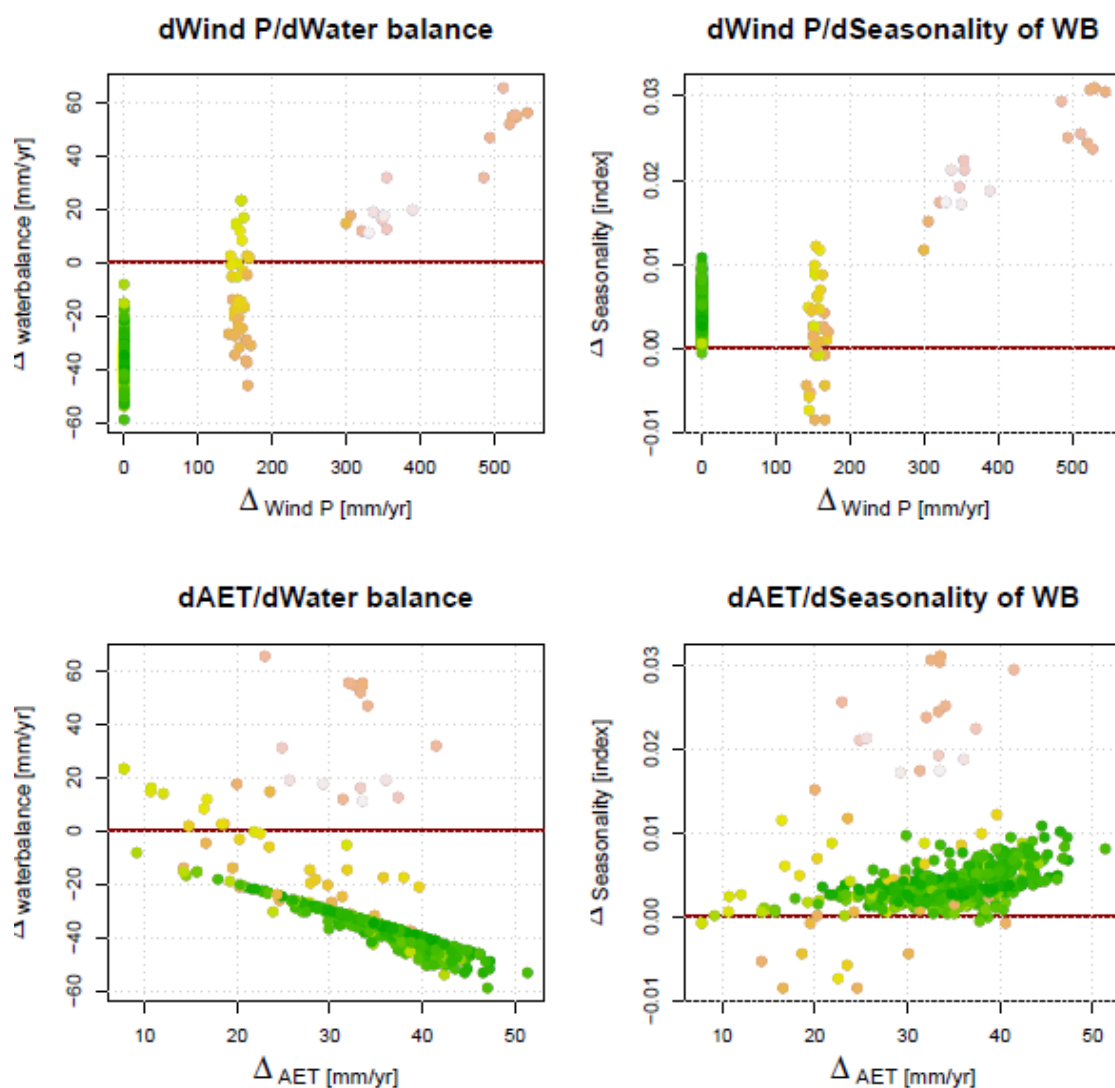 dWind P/dWater balance
Δ waterbalance [mm/yr]
60
40
20
0
−20
−40
−60
0 100 200 300 400 500
Δ Wind P [mm/yr]
dWind P/dSeasonality of WB
Δ Seasonality [index]
0.03
0.02
0.01
0.00
−0.01
0 100 200 300 400 500
Δ Wind P [mm/yr]
dAET/dWater balance
Δ waterbalance [mm/yr]
60
40
20
0
−20
−40
−60
10 20 30 40 50
Δ AET [mm/yr]
dAET/dSeasonality of WB
Δ Seasonality [index]
0.03
0.02
0.01
0.00
−0.01
10 20 30 40 50
Δ AET [mm/yr]